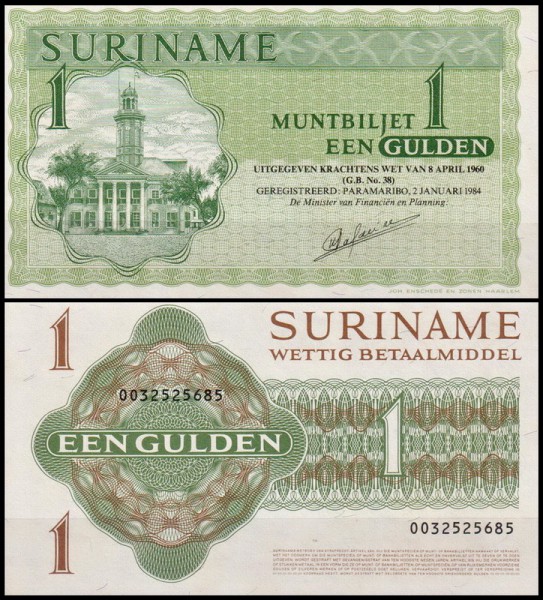 SURINAME
1
1
MUNTBILJET
EEN GULDEN
UITGEGEVEN KRACHTENS WET VAN 8 APRIL 1960
(G.B. No. 38)
GEREGISTREERD: PARAMARIBO, 2 JANUARI 1984
De Minister van Financiën en Planning:
JOH. ENSCHEDÉ EN ZONEN HAARLEM
1
SURINAME
WETTIG BETAALMIDDEL
0032525685
EEN GULDEN
1
1
0032525685